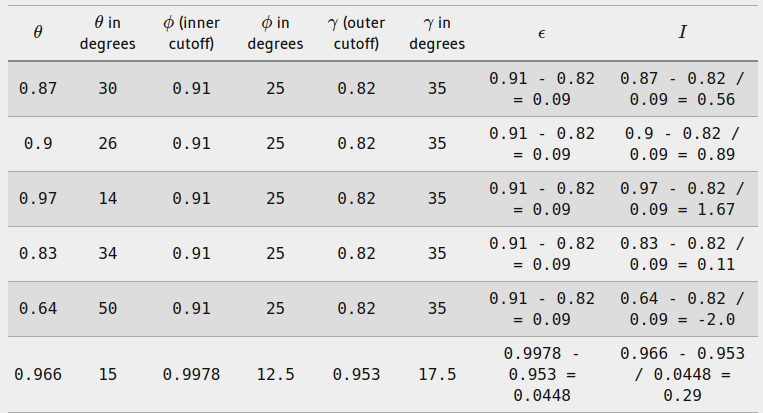 θ θ in degrees ϕ (inner cutoff) ϕ in degrees γ (outer cutoff) γ in degrees ϵ I
0.87 30 0.91 25 0.82 35 0.91 - 0.82 = 0.09 0.87 - 0.82 / 0.09 = 0.56
0.9 26 0.91 25 0.82 35 0.91 - 0.82 = 0.09 0.9 - 0.82 / 0.09 = 0.89
0.97 14 0.91 25 0.82 35 0.91 - 0.82 = 0.09 0.97 - 0.82 / 0.09 = 1.67
0.83 34 0.91 25 0.82 35 0.91 - 0.82 = 0.09 0.83 - 0.82 / 0.09 = 0.11
0.64 50 0.91 25 0.82 35 0.91 - 0.82 = 0.09 0.64 - 0.82 / 0.09 = -2.0
0.966 15 0.9978 12.5 0.953 17.5 0.9978 - 0.953 = 0.0448 0.966 - 0.953 / 0.0448 = 0.29